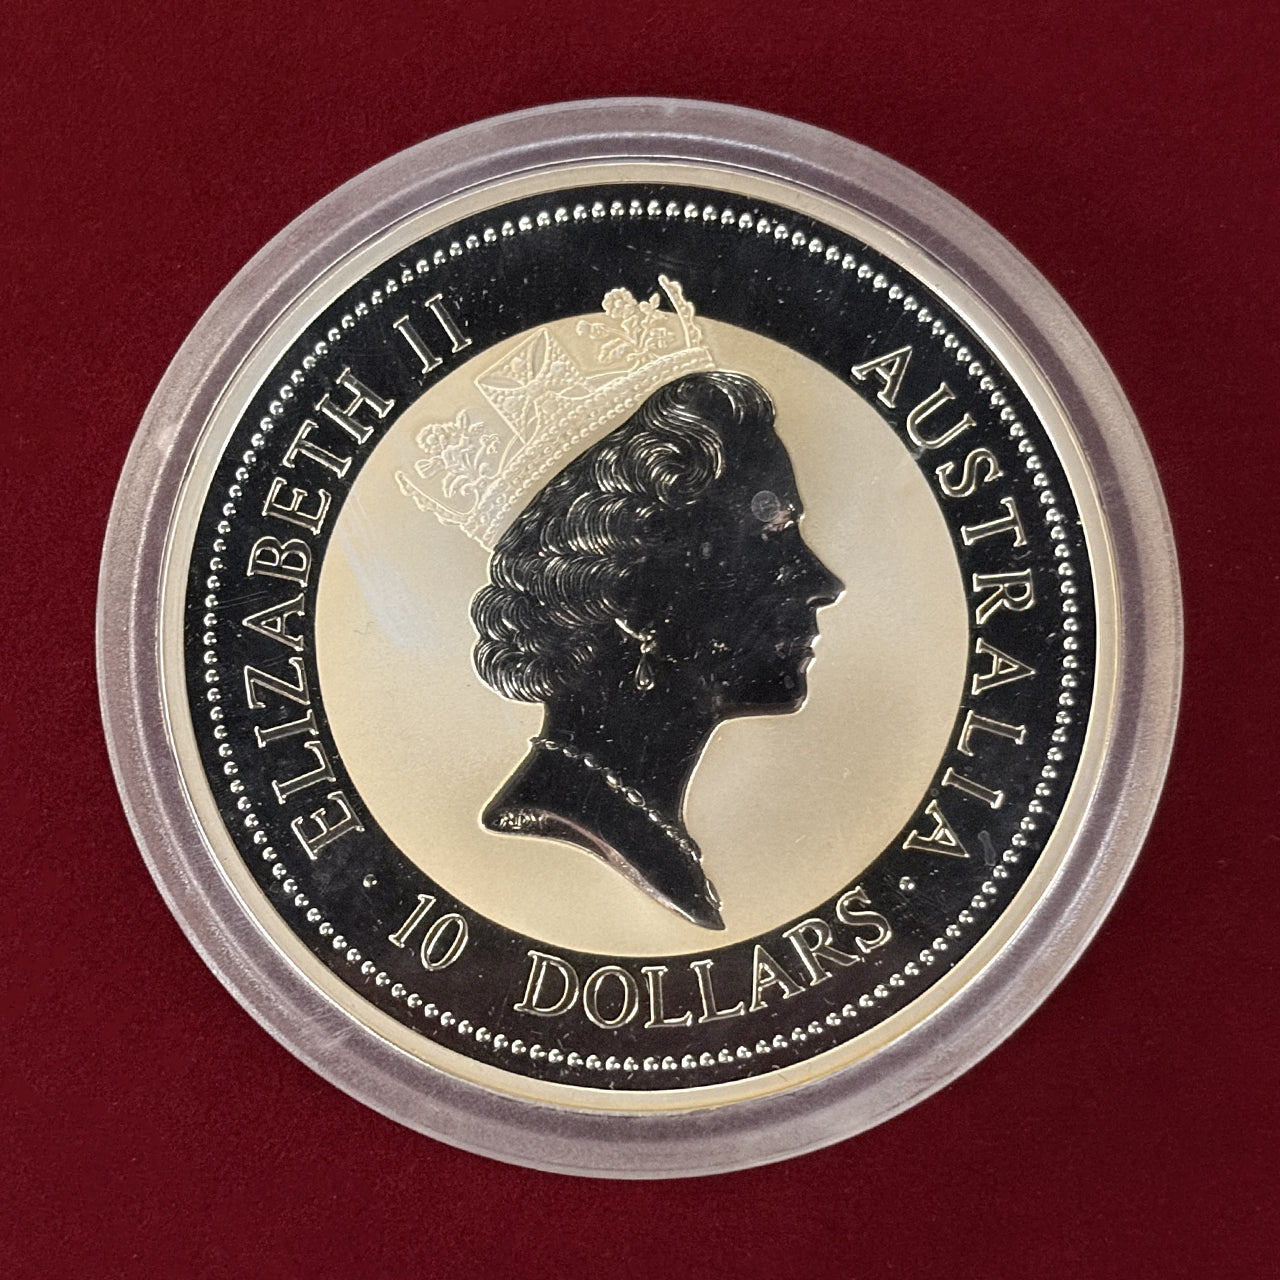 ELIZABETH II
AUSTRALIA
· 10 DOLLARS ·